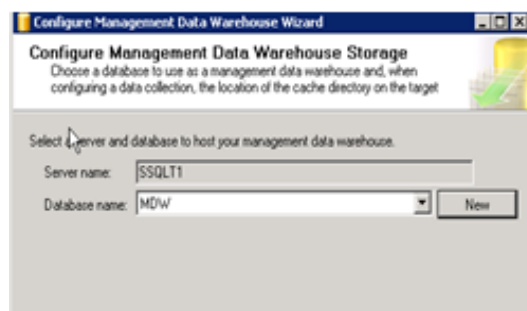 Configure Management Data Warehouse Wizard
Configure Management Data Warehouse Storage
Choose a database to use as a management data warehouse and, when
configuring a data collection, the location of the cache directory on the target
Select a server and database to host your management data warehouse.
Server name: SSQLT1
Database name: MDW New